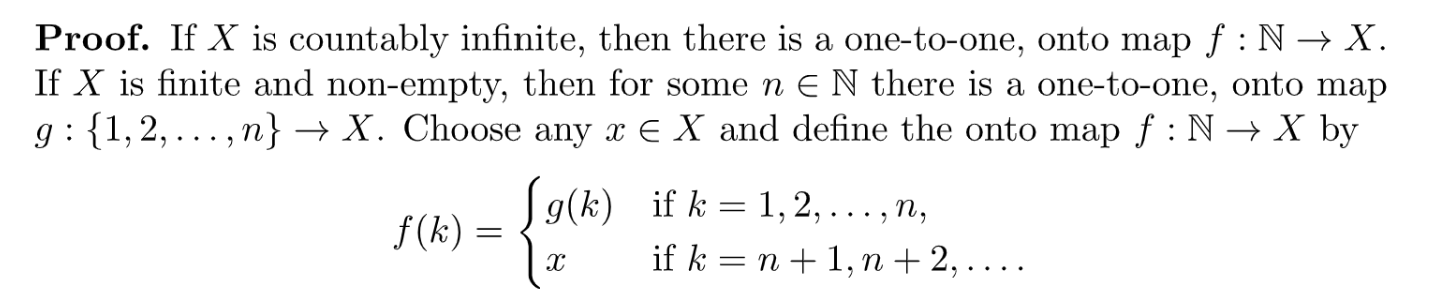 Proof. If X is countably infinite, then there is a one-to-one, onto map f : ℕ → X.
If X is finite and non-empty, then for some n ∈ ℕ there is a one-to-one, onto map
g : {1, 2, . . . , n} → X. Choose any x ∈ X and define the onto map f : ℕ → X by
f(k) = { g(k) if k = 1, 2, . . . , n,
x if k = n + 1, n + 2, . . . .